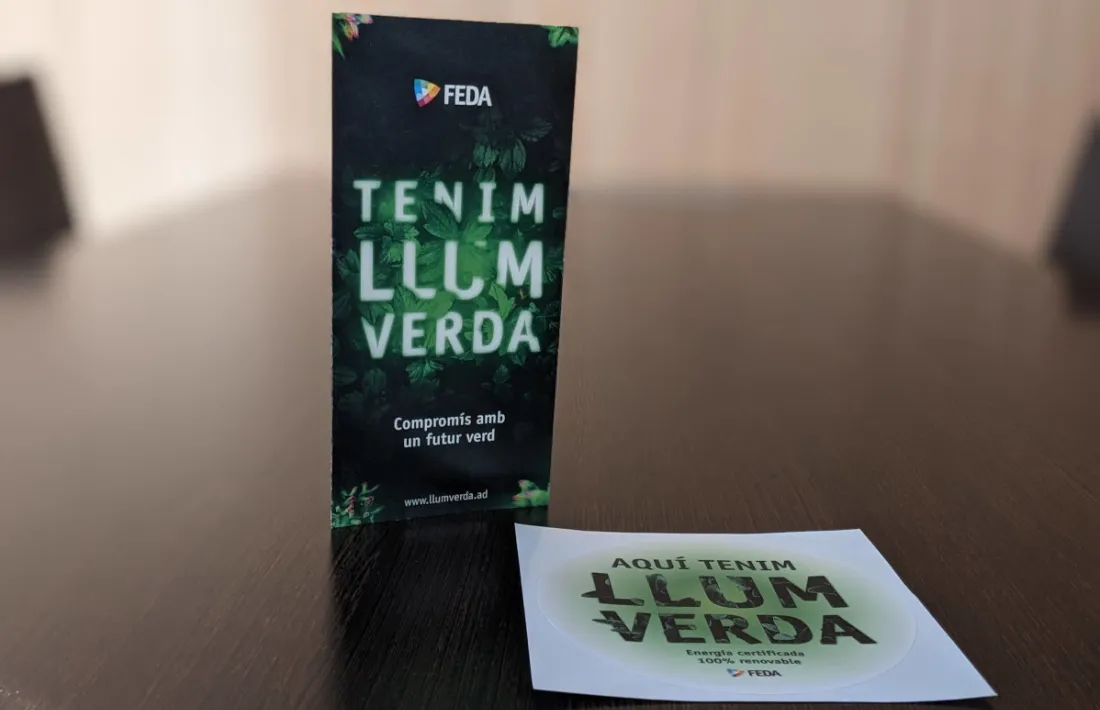 FEDA
TENIM
LLUM
VERDA
Compromís amb
un futur verd
www.llumverda.ad
AQUÍ TENIM
LLUM
VERDA
Energia certificada
100% renovable
FEDA